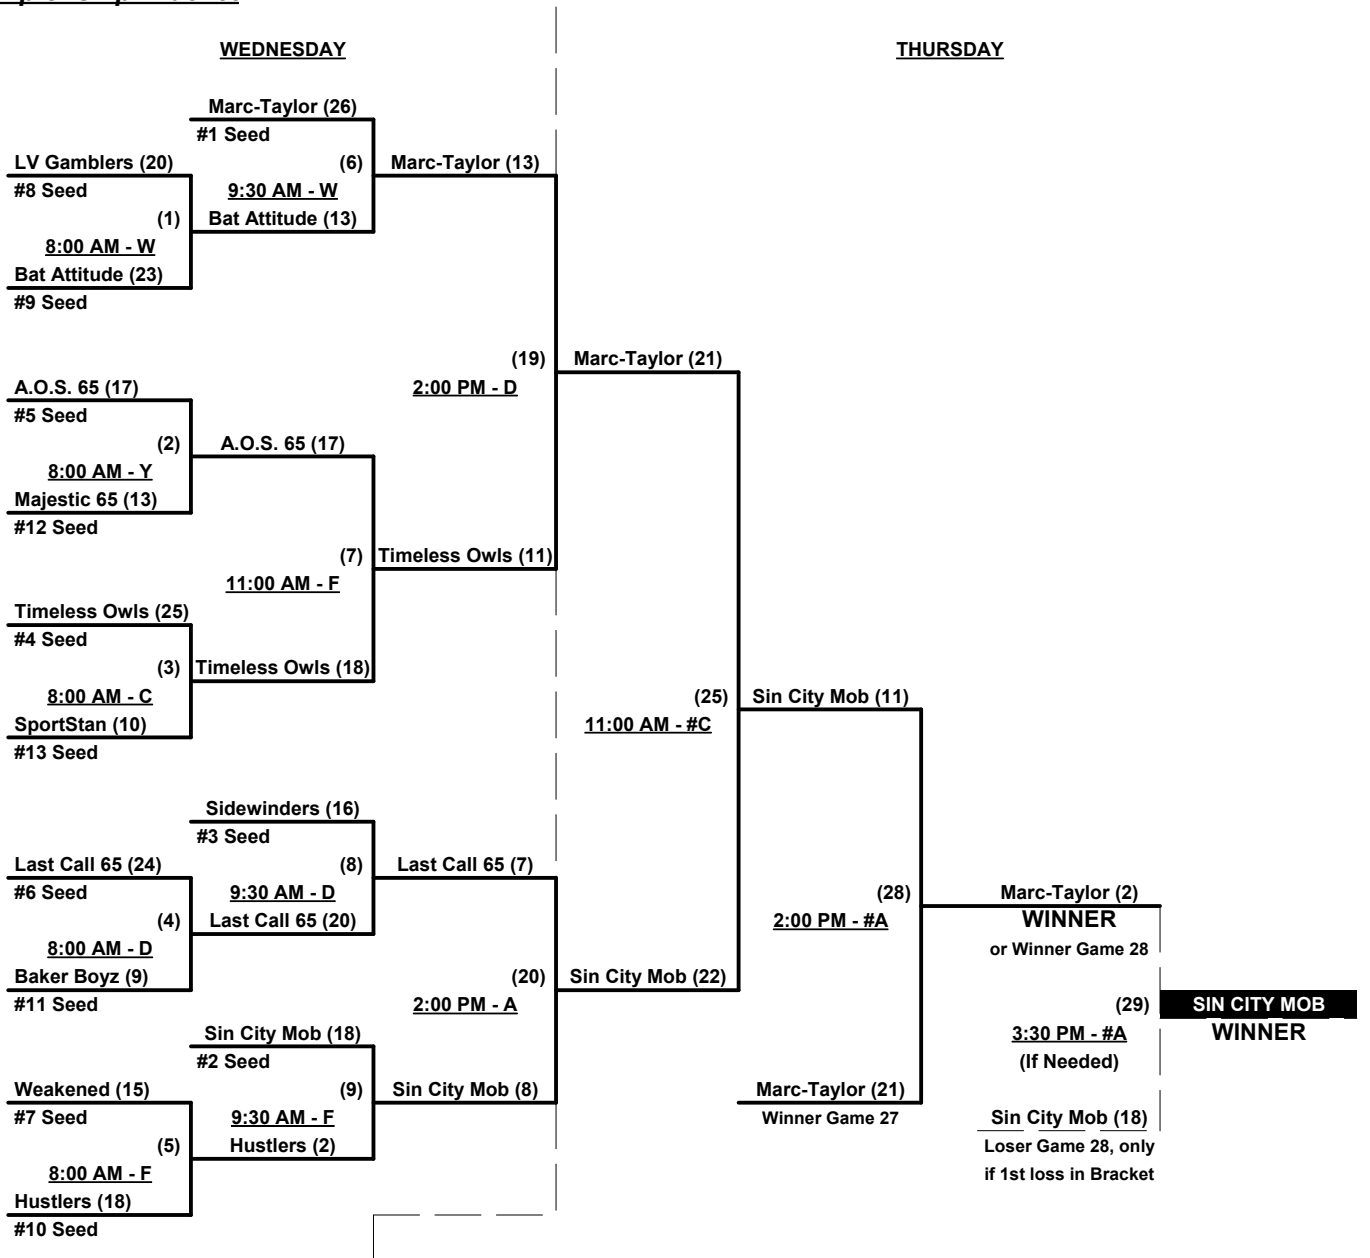 WEDNESDAY
THURSDAY
Marc-Taylor (26)
#1 Seed
LV Gamblers (20)
(6)
Marc-Taylor (13)
#8 Seed
9:30 AM - W
(1)
Bat Attitude (13)
8:00 AM - W
Bat Attitude (23)
#9 Seed
(19)
Marc-Taylor (21)
A.O.S. 65 (17)
2:00 PM - D
#5 Seed
(2)
A.O.S. 65 (17)
8:00 AM - Y
Majestic 65 (13)
#12 Seed
(7)
Timeless Owls (11)
11:00 AM - F
Timeless Owls (25)
#4 Seed
(3)
Timeless Owls (18)
8:00 AM - C
(25)
Sin City Mob (11)
SportStan (10)
11:00 AM - #C
#13 Seed
Sidewinders (16)
#3 Seed
Last Call 65 (24)
(8)
Last Call 65 (7)
#6 Seed
9:30 AM - D
(28)
Marc-Taylor (2)
(4)
Last Call 65 (20)
2:00 PM - #A
WINNER
8:00 AM - D
or Winner Game 28
Baker Boyz (9)
(20)
Sin City Mob (22)
#11 Seed
2:00 PM - A
(29)
SIN CITY MOB
Sin City Mob (18)
3:30 PM - #A
WINNER
#2 Seed
(If Needed)
Weakened (15)
(9)
Sin City Mob (8)
Marc-Taylor (21)
#7 Seed
9:30 AM - F
Winner Game 27
Sin City Mob (18)
(5)
Hustlers (2)
Loser Game 28, only
8:00 AM - F
if 1st loss in Bracket
Hustlers (18)
#10 Seed